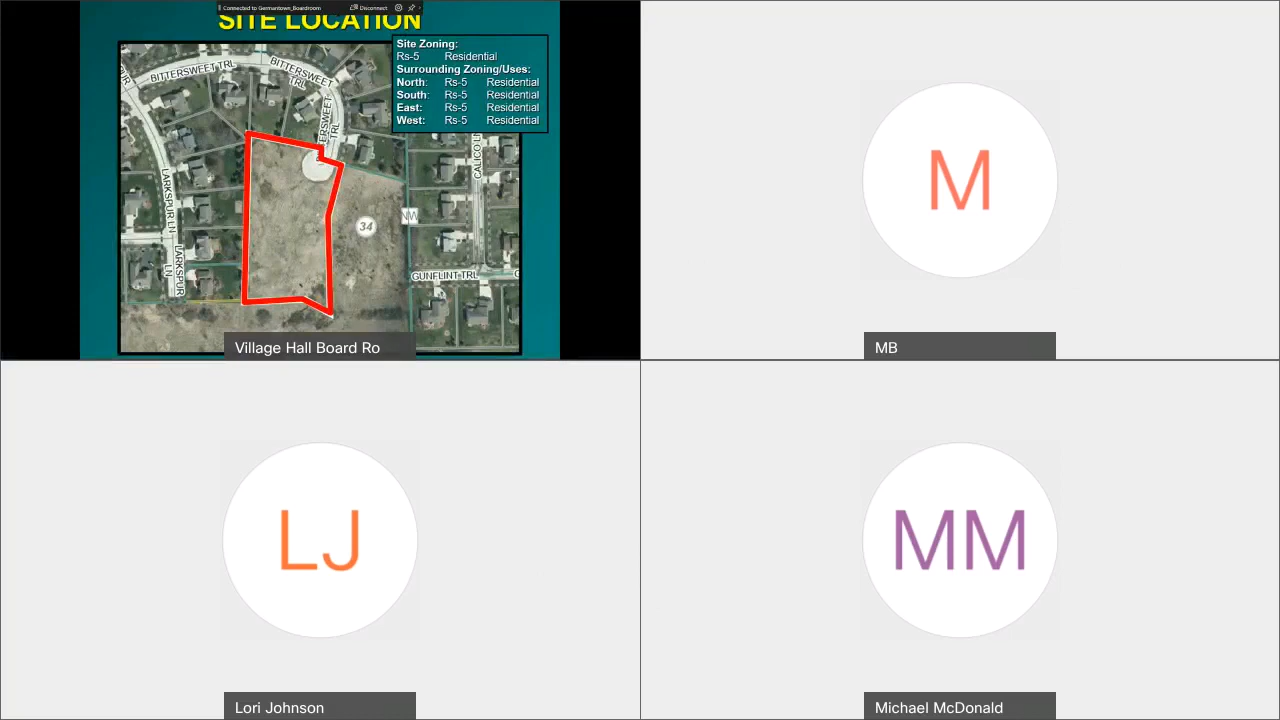 Connected to Germantown_Boardroom
Disconnect
SITE LOCATION
Site Zoning:
Rs-5 Residential
Surrounding Zoning/Uses:
North: Rs-5 Residential
South: Rs-5 Residential
East: Rs-5 Residential
West: Rs-5 Residential
BITTERSWEET TRL
BITTERSWEET
TRL
TRL
CALICO LN
LARKSPUR LN
NW
34
LARKSPUR
LN
GUNFLINT TRL
Village Hall Board Ro
M
MB
LJ
Lori Johnson
MM
Michael McDonald